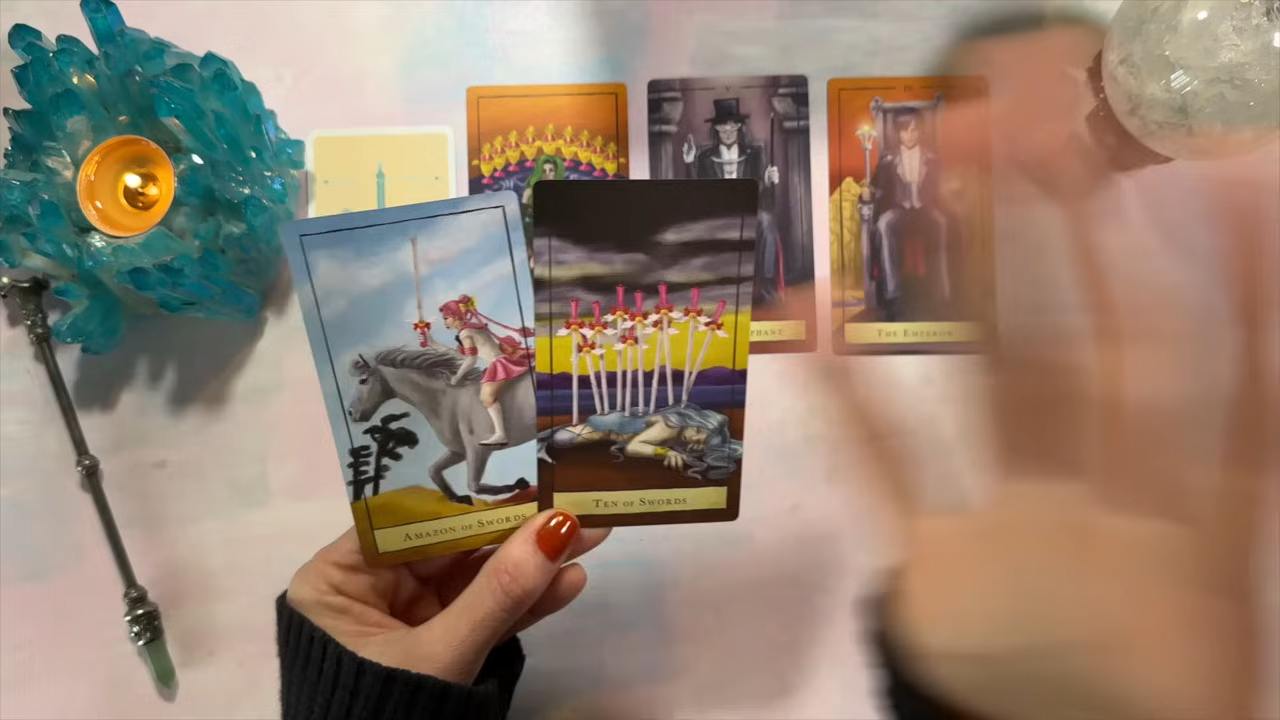 V
THE EMPEROR
PHANT
AMAZON OF SWORDS
TEN OF SWORDS